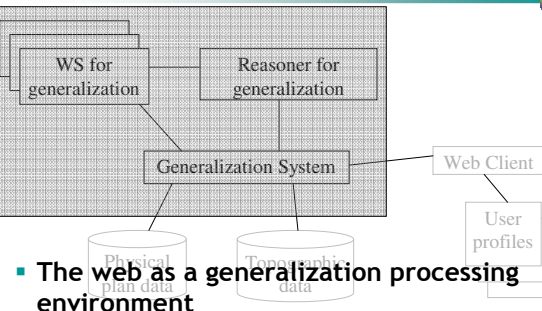 WS for
generalization
Reasoner for
generalization
Generalization System
Web Client
User
profiles
Physical
plan data
Topographic
data
The web as a generalization processing
environment